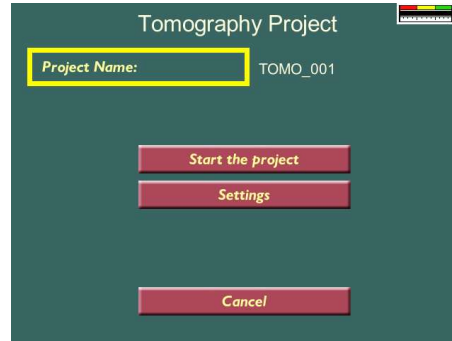 Tomography Project
Project Name: TOMO_001
Start the project
Settings
Cancel